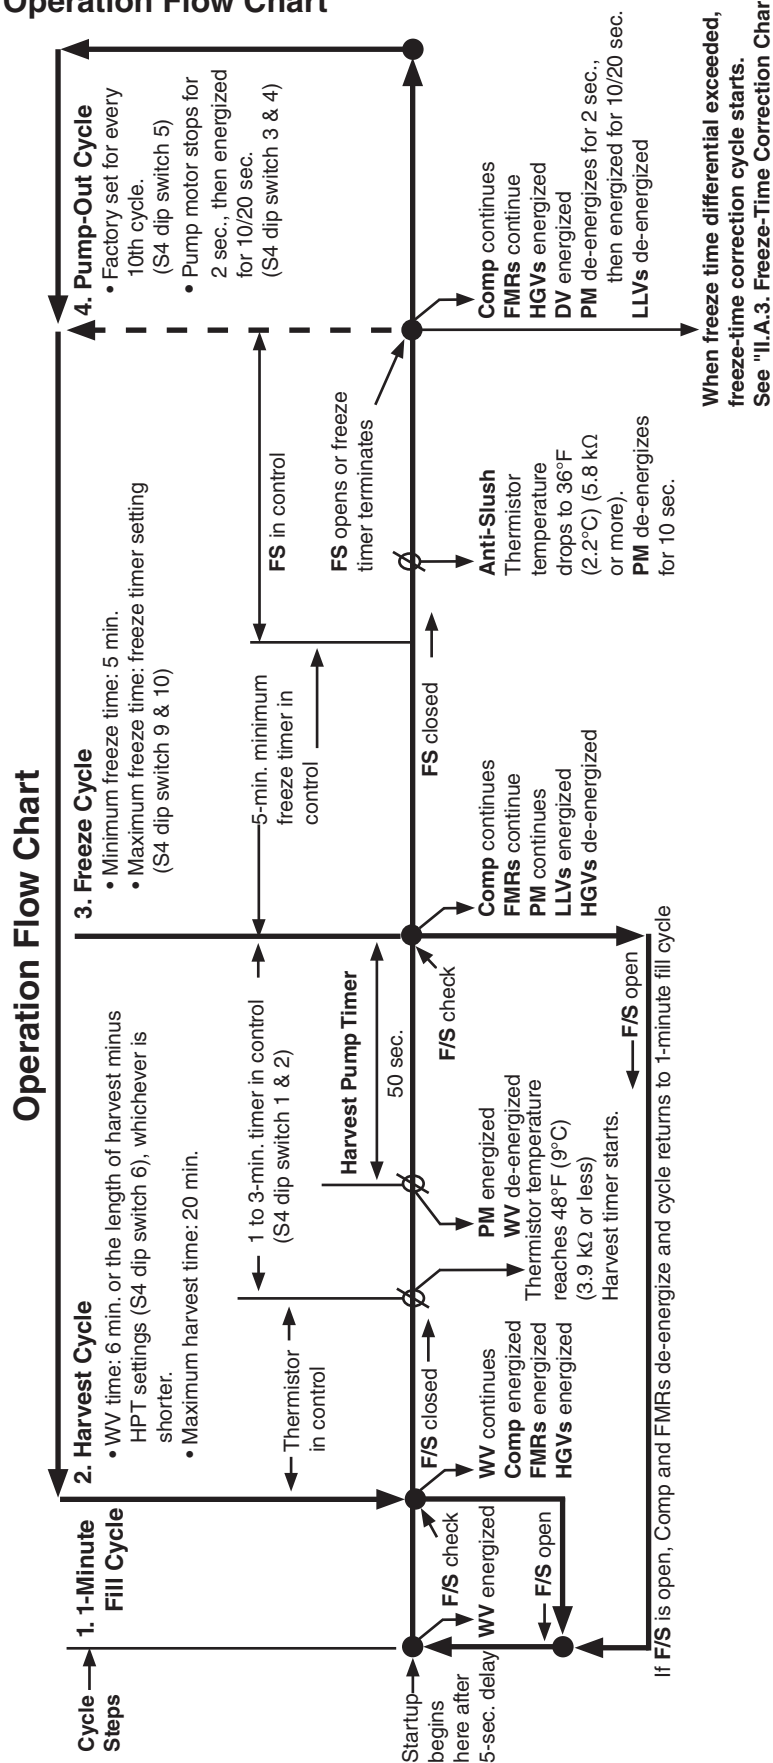 Operation Flow Chart
Operation Flow Chart
Cycle
Steps
1. 1-Minute
Fill Cycle
2. Harvest Cycle
• WV time: 6 min. or the length of harvest minus
HPT settings (S4 dip switch 6), whichever is
shorter.
• Maximum harvest time: 20 min.
3. Freeze Cycle
• Minimum freeze time: 5 min.
• Maximum freeze time: freeze timer setting
(S4 dip switch 9 & 10)
4. Pump-Out Cycle
• Factory set for every
10th cycle.
(S4 dip switch 5)
• Pump motor stops for
2 sec., then energized
for 10/20 sec.
(S4 dip switch 3 & 4)
Thermistor
in control
1 to 3-min. timer in control
(S4 dip switch 1 & 2)
Harvest Pump Timer
50 sec.
5-min. minimum
freeze timer in
control
FS in control
FS opens or freeze
timer terminates
Startup
begins
here after
5-sec. delay
F/S check
WV energized
F/S open
F/S closed
WV continues
Comp energized
FMRs energized
HGVs energized
Thermistor temperature
reaches 48°F (9°C)
(3.9 kΩ or less)
Harvest timer starts.
PM energized
WV de-energized
F/S check
Comp continues
FMRs continue
PM continues
LLVs energized
HGVs de-energized
FS closed
Anti-Slush
Thermistor
temperature
drops to 36°F
(2.2°C) (5.8 kΩ
or more).
PM de-energizes
for 10 sec.
Comp continues
FMRs continue
HGVs energized
DV energized
PM de-energizes for 2 sec.,
then energized for 10/20 sec.
LLVs de-energized
F/S open
If F/S is open, Comp and FMRs de-energize and cycle returns to 1-minute fill cycle
When freeze time differential exceeded,
freeze-time correction cycle starts.
See "II.A.3. Freeze-Time Correction Char